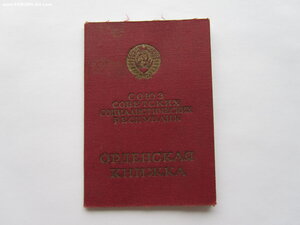 СОЮЗ
СОВЕТСКИХ
СОЦИАЛИСТИЧЕСКИХ
РЕСПУБЛИК
ОРДЕНСКАЯ
КНИЖКА